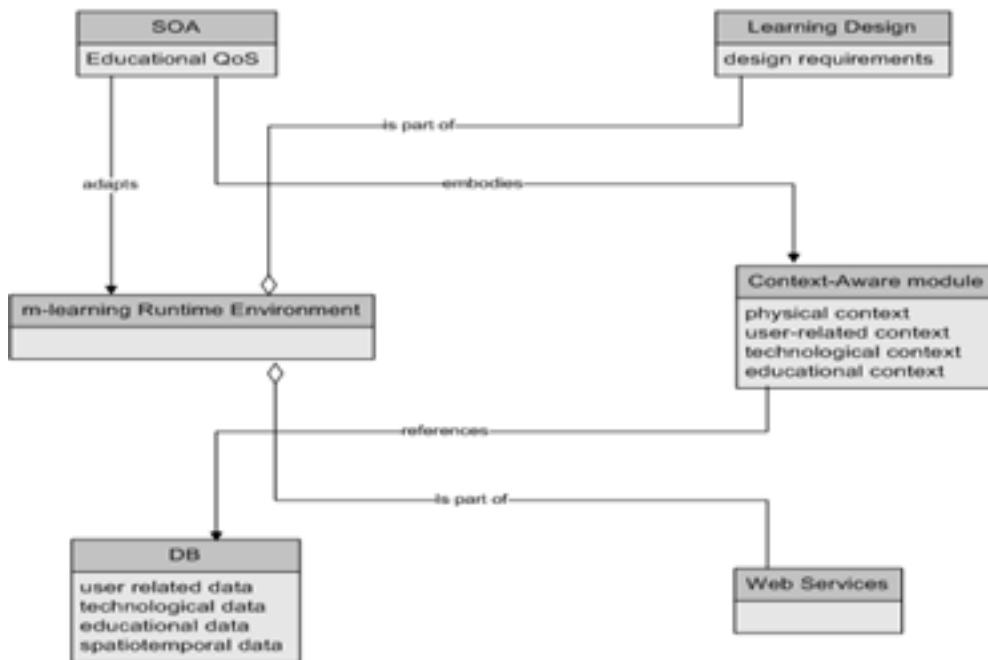 SOA
Educational QoS
Learning Design
design requirements
is part of
adapts
embodies
Context-Aware module
physical context
user-related context
technological context
educational context
m-learning Runtime Environment
references
Is part of
DB
user related data
technological data
educational data
spatiotemporal data
Web Services